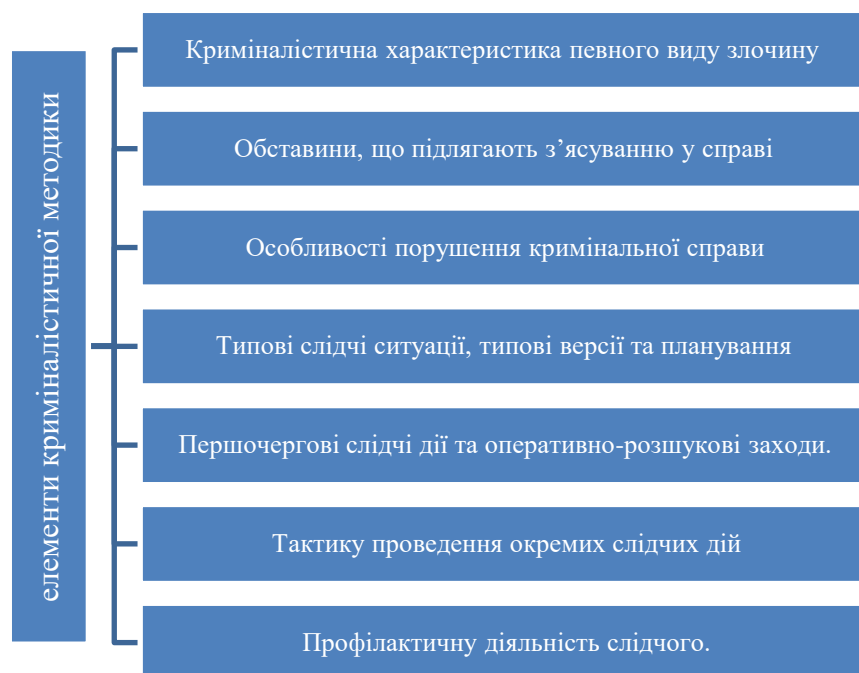 елементи криміналістичної методики
Криміналістична характеристика певного виду злочину
Обставини, що підлягають з’ясуванню у справі
Особливості порушення кримінальної справи
Типові слідчі ситуації, типові версії та планування
Першочергові слідчі дії та оперативно-розшукові заходи.
Тактику проведення окремих слідчих дій
Профілактичну діяльність слідчого.